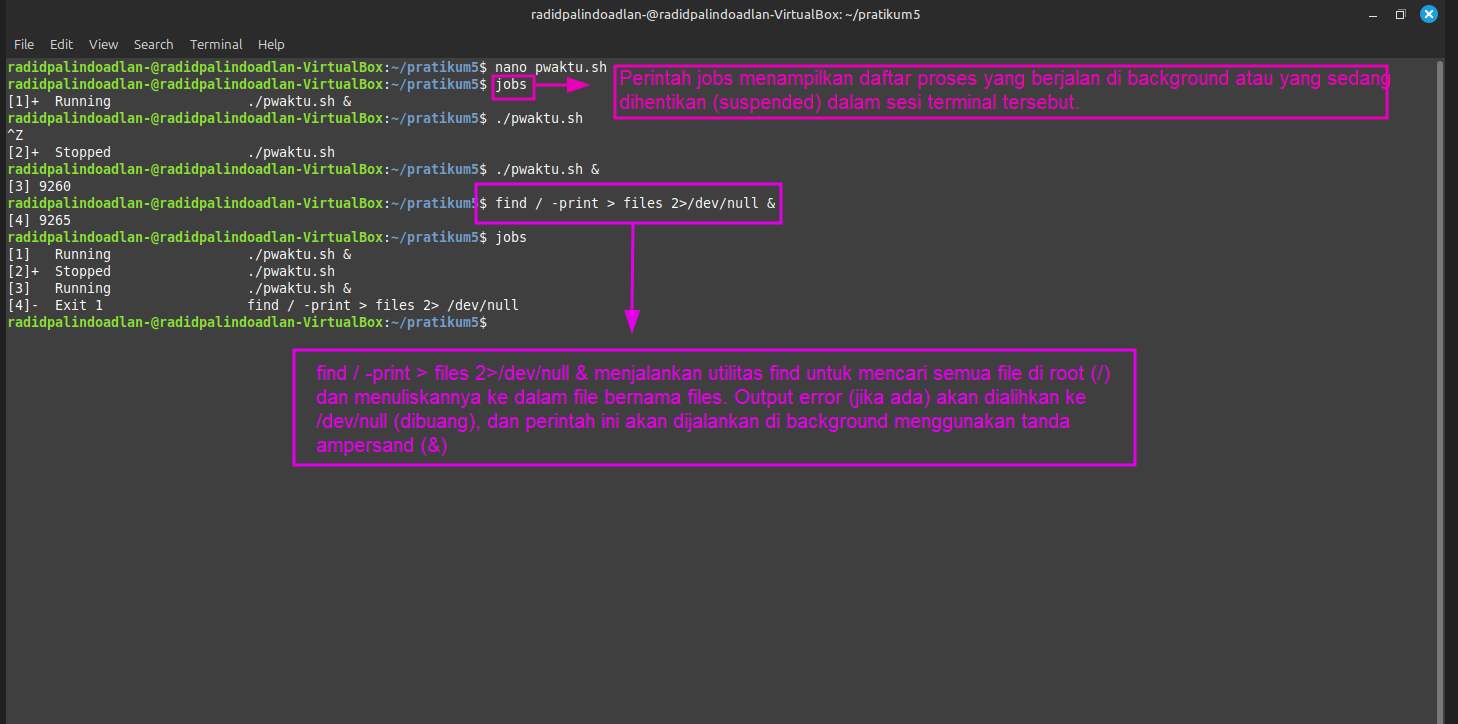 radidpalindoadlan-@radidpalindoadlan-VirtualBox: ~/pratikum5
File Edit View Search Terminal Help
radidpalindoadlan-@radidpalindoadlan-VirtualBox:~/pratikum5$ nano pwaktu.sh
radidpalindoadlan-@radidpalindoadlan-VirtualBox:~/pratikum5$ jobs
Perintah jobs menampilkan daftar proses yang berjalan di background atau yang sedang
dihentikan (suspended) dalam sesi terminal tersebut.
[1]+  Running                 ./pwaktu.sh &
radidpalindoadlan-@radidpalindoadlan-VirtualBox:~/pratikum5$ ./pwaktu.sh
^Z
[2]+  Stopped                 ./pwaktu.sh
radidpalindoadlan-@radidpalindoadlan-VirtualBox:~/pratikum5$ ./pwaktu.sh &
[3] 9260
radidpalindoadlan-@radidpalindoadlan-VirtualBox:~/pratikum5$ find / -print > files 2>/dev/null &
[4] 9265
radidpalindoadlan-@radidpalindoadlan-VirtualBox:~/pratikum5$ jobs
[1]   Running                 ./pwaktu.sh &
[2]+  Stopped                 ./pwaktu.sh
[3]   Running                 ./pwaktu.sh &
[4]-  Exit 1                  find / -print > files 2> /dev/null
radidpalindoadlan-@radidpalindoadlan-VirtualBox:~/pratikum5$
find / -print > files 2>/dev/null & menjalankan utilitas find untuk mencari semua file di root (/)
dan menuliskannya ke dalam file bernama files. Output error (jika ada) akan dialihkan ke
/dev/null (dibuang), dan perintah ini akan dijalankan di background menggunakan tanda
ampersand (&)